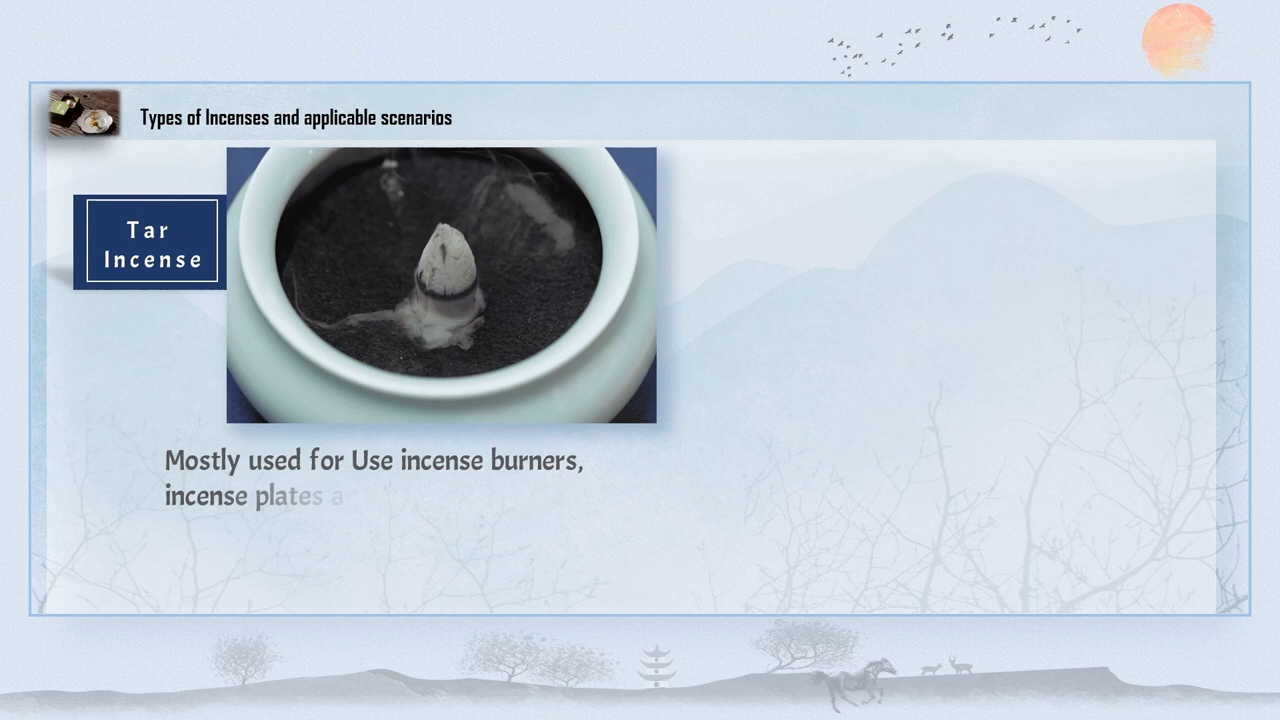 Types of Incenses and applicable scenarios
Tar
Incense
Mostly used for Use incense burners,
incense plates a